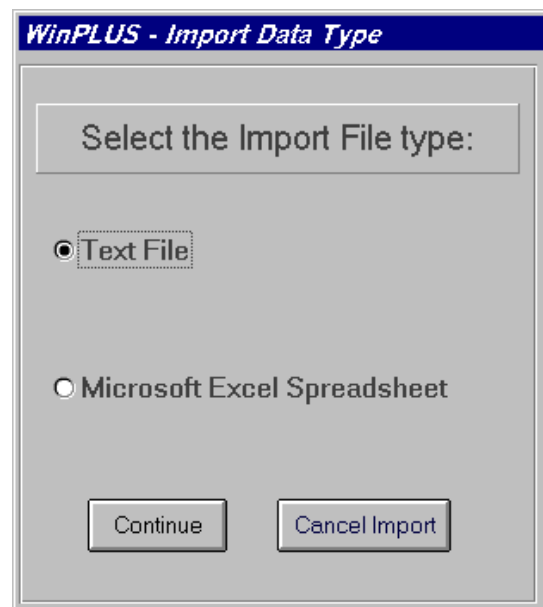 WinPLUS - Import Data Type
Select the Import File type:
Text File
Microsoft Excel Spreadsheet
Continue Cancel Import